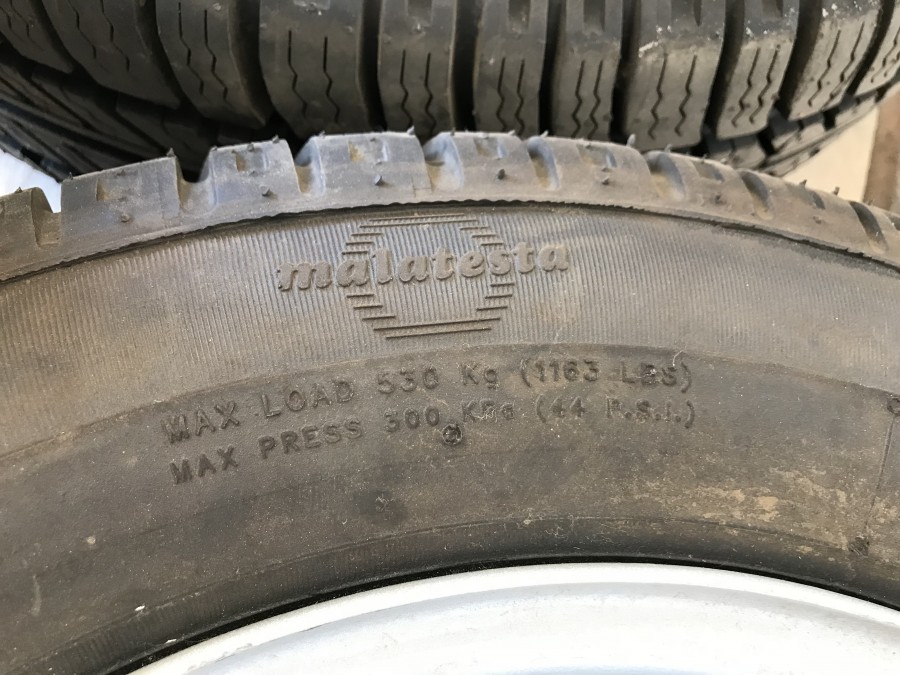 malatesta
MAX LOAD 530 Kg (1163 LBS)
MAX PRESS 300 KPa (44 P.S.I.)